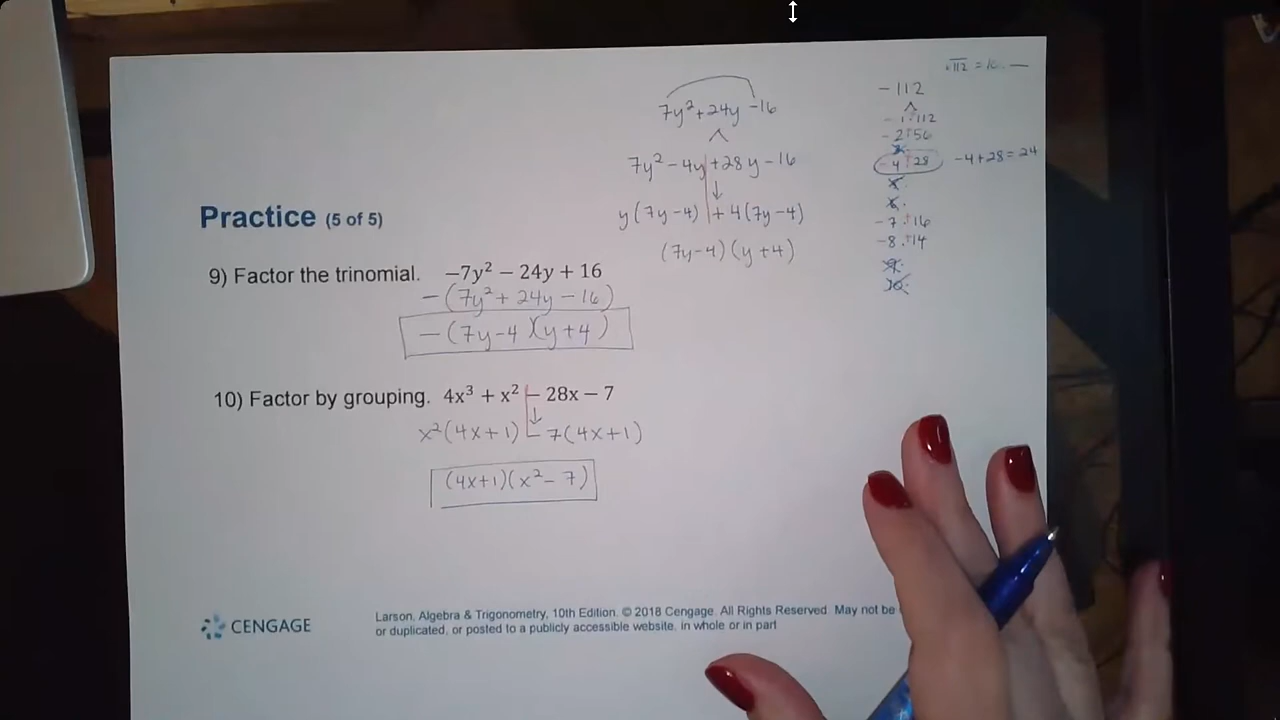 √112 = 10. —
-112
7y² + 24y - 16
-1 · 112
-2 · 56
7y² - 4y + 28y - 16
-4 · 28 -4 + 28 = 24
y(7y - 4) + 4(7y - 4)
-7 · 16
-8 · 14
(7y - 4)(y + 4)
Practice (5 of 5)
9) Factor the trinomial. −7y² − 24y + 16
- (7y² + 24y - 16)
- (7y - 4)(y + 4)
10) Factor by grouping. 4x³ + x² − 28x − 7
x²(4x + 1) - 7(4x + 1)
(4x + 1)(x² - 7)
CENGAGE
Larson, Algebra & Trigonometry, 10th Edition. © 2018 Cengage. All Rights Reserved. May not be
or duplicated, or posted to a publicly accessible website, in whole or in part